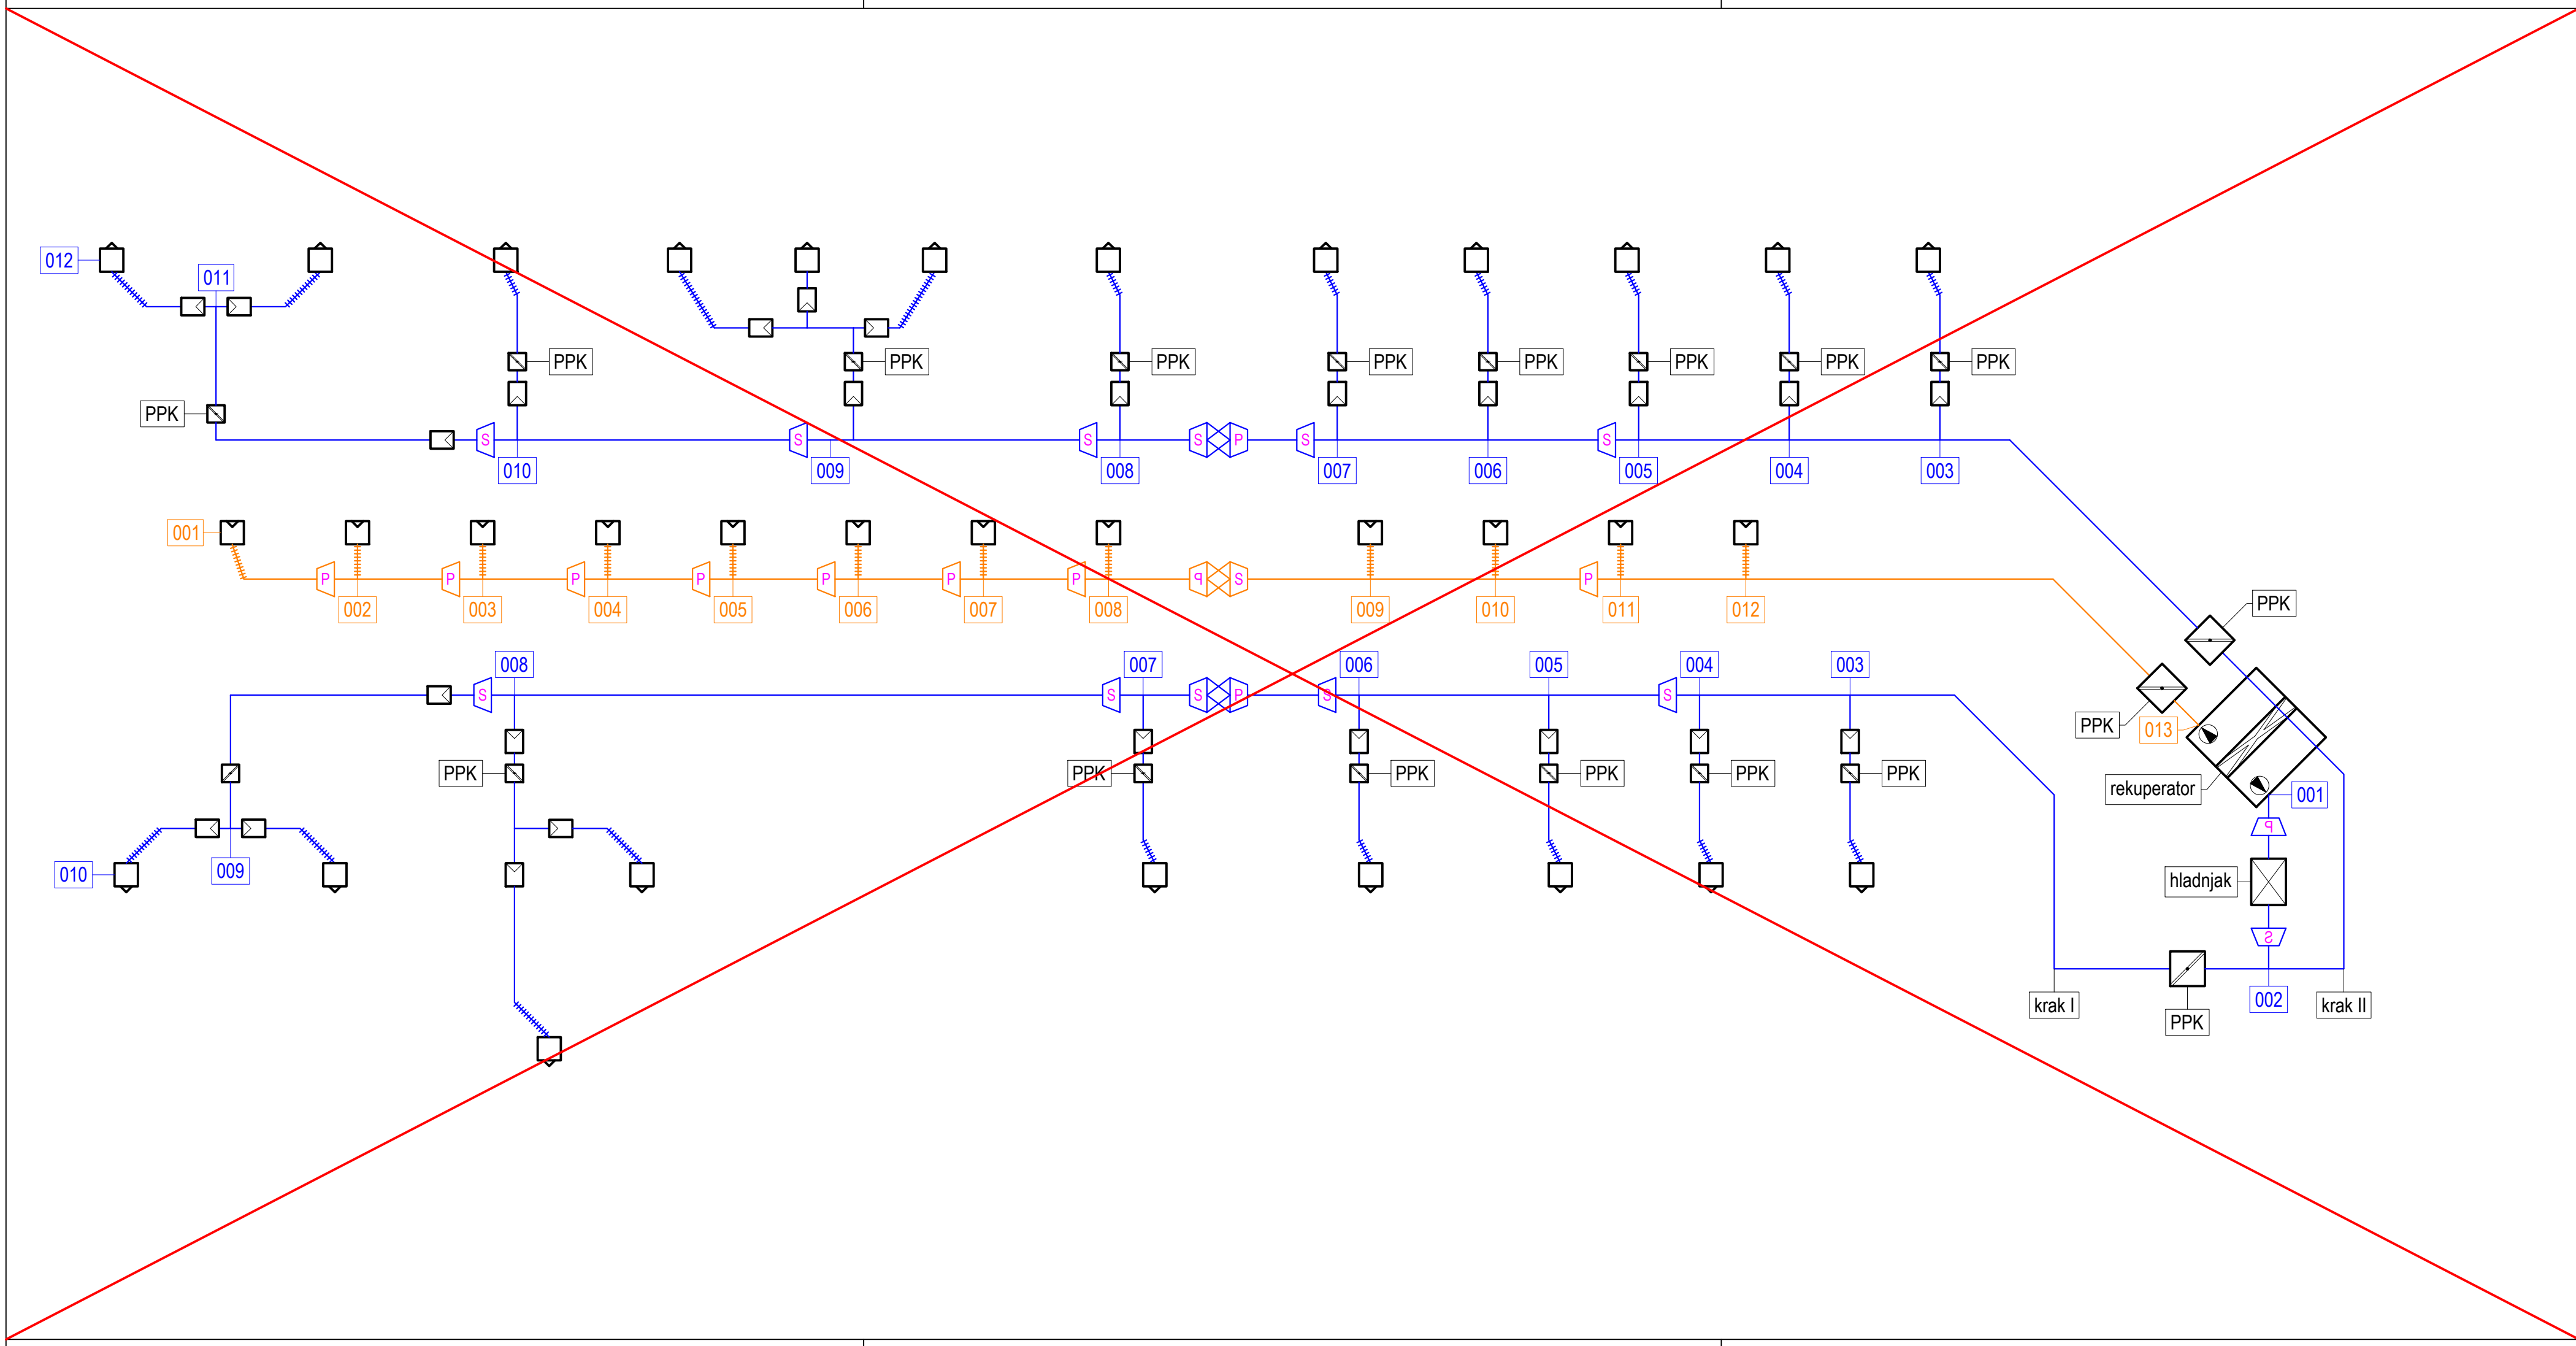 012
011
PPK
PPK
PPK
PPK
PPK
PPK
PPK
PPK
PPK
S
S
S
S
P
S
S
010
009
008
007
006
005
004
003
001
P
P
P
P
P
P
P
P
S
P
002
003
004
005
006
007
008
009
010
011
012
PPK
008
007
006
005
004
003
S
S
S
P
S
S
PPK
013
PPK
PPK
PPK
PPK
PPK
PPK
rekuperator
001
P
010
009
hladnjak
S
krak I
002
krak II
PPK